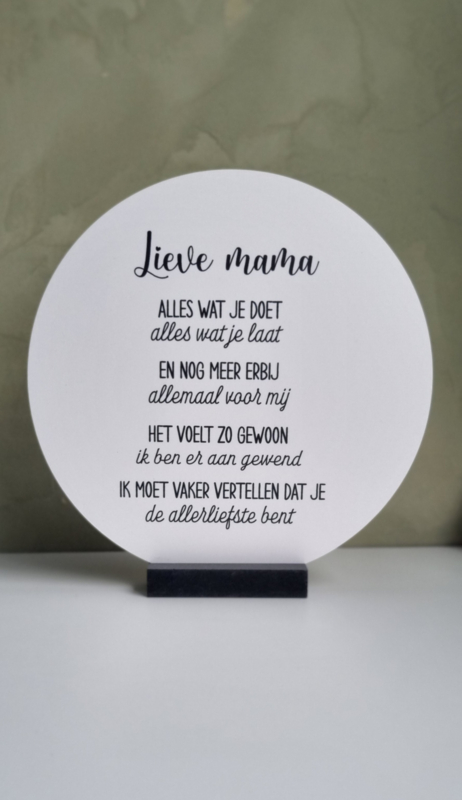 Lieve mama
ALLES WAT JE DOET
alles wat je laat
EN NOG MEER ERBIJ
allemaal voor mij
HET VOELT ZO GEWOON
ik ben er aan gewend
IK MOET VAKER VERTELLEN DAT JE
de allerliefste bent